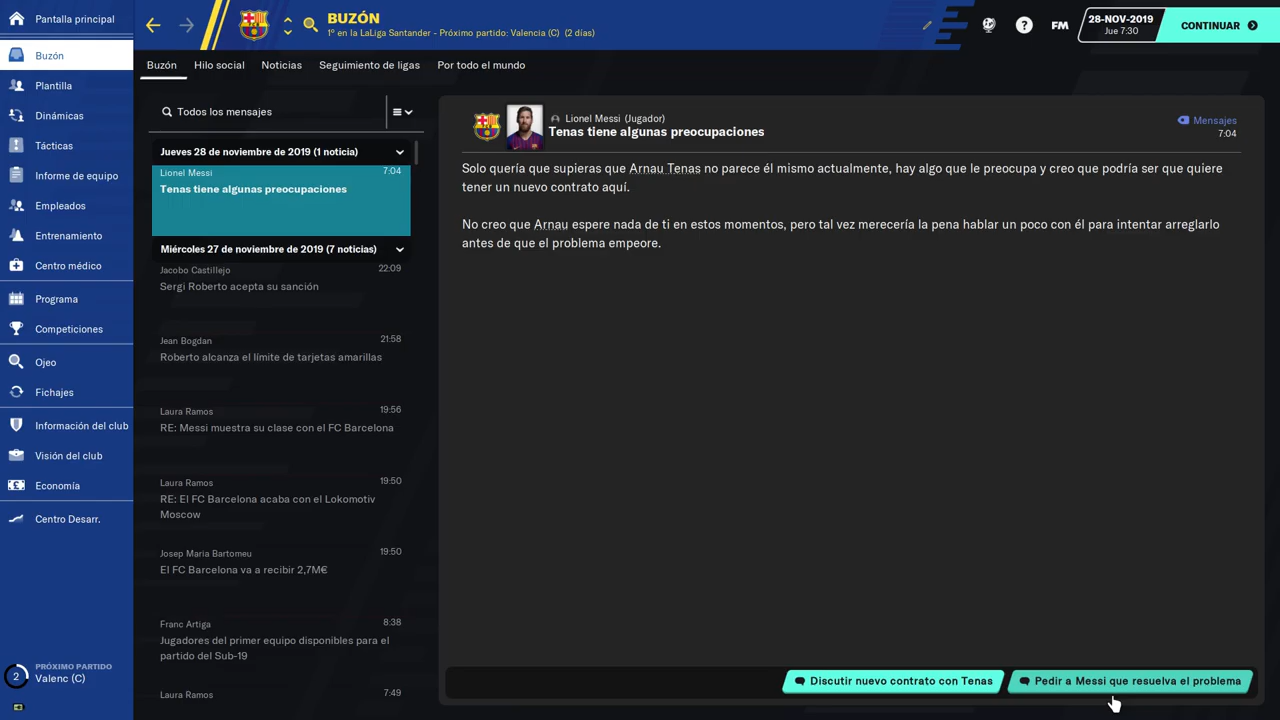 Pantalla principal
Buzón
Plantilla
Dinámicas
Tácticas
Informe de equipo
Empleados
Entrenamiento
Centro médico
Programa
Competiciones
Ojeo
Fichajes
Información del club
Visión del club
Economía
Centro Desarr.
2
PRÓXIMO PARTIDO
Valenc (C)
BUZÓN
1º en la LaLiga Santander - Próximo partido: Valencia (C) (2 días)
FM
28-NOV-2019
Jue 7:30
CONTINUAR
Buzón
Hilo social
Noticias
Seguimiento de ligas
Por todo el mundo
Todos los mensajes
Jueves 28 de noviembre de 2019 (1 noticia)
Lionel Messi 7:04
Tenas tiene algunas preocupaciones
Miércoles 27 de noviembre de 2019 (7 noticias)
Jacobo Castillejo 22:09
Sergi Roberto acepta su sanción
Jean Bogdan 21:58
Roberto alcanza el límite de tarjetas amarillas
Laura Ramos 19:56
RE: Messi muestra su clase con el FC Barcelona
Laura Ramos 19:50
RE: El FC Barcelona acaba con el Lokomotiv
Moscow
Josep Maria Bartomeu 19:50
El FC Barcelona va a recibir 2,7M€
Franc Artiga 8:38
Jugadores del primer equipo disponibles para el
partido del Sub-19
Laura Ramos 7:49
Lionel Messi (Jugador)
Tenas tiene algunas preocupaciones
Mensajes
7:04
Solo quería que supieras que Arnau Tenas no parece él mismo actualmente, hay algo que le preocupa y creo que podría ser que quiere
tener un nuevo contrato aquí.
No creo que Arnau espere nada de ti en estos momentos, pero tal vez merecería la pena hablar un poco con él para intentar arreglarlo
antes de que el problema empeore.
Discutir nuevo contrato con Tenas
Pedir a Messi que resuelva el problema